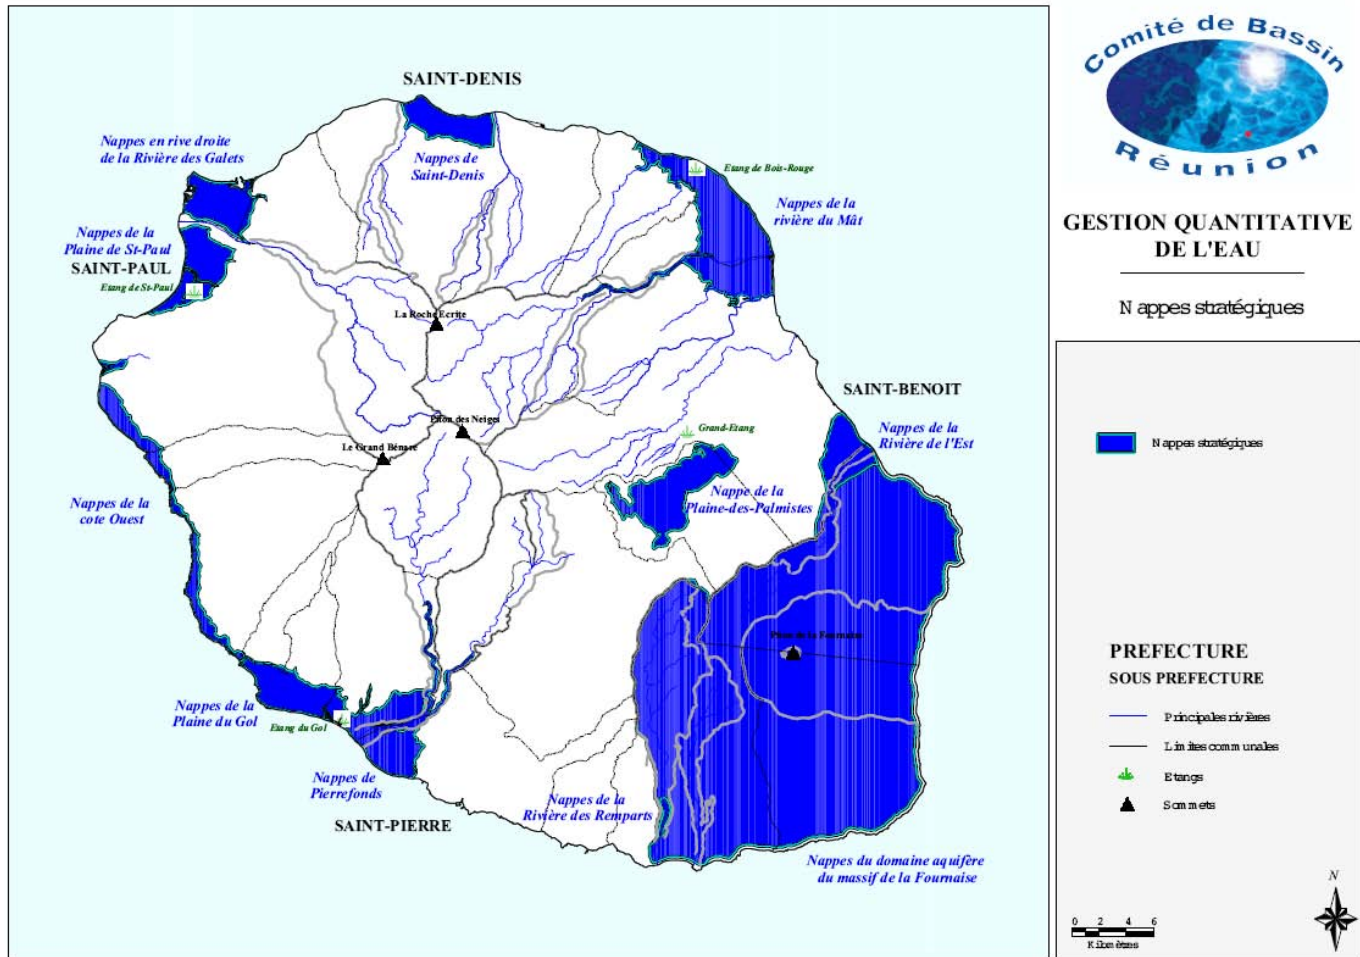 SAINT-DENIS
Nappes en rive droite
de la Rivière des Galets
Nappes de
Saint-Denis
Etang de Bois-Rouge
Nappes de la
rivière du Mât
Nappes de la
Plaine de St-Paul
SAINT-PAUL
Etang de St-Paul
La Roche Ecrite
SAINT-BENOIT
Piton des Neiges
Grand-Etang
Nappes de la
Rivière de l'Est
Le Grand Bénare
Nappe de la
Plaine-des-Palmistes
Nappes de la
cote Ouest
Piton de la Fournaise
Nappes de la
Plaine du Gol
Etang du Gol
Nappes de
Pierrefonds
Nappes de la
Rivière des Remparts
SAINT-PIERRE
Nappes du domaine aquifère
du massif de la Fournaise
Comité de Bassin
Réunion
GESTION QUANTITATIVE
DE L'EAU
Nappes stratégiques
Nappes stratégiques
PREFECTURE
SOUS PREFECTURE
Principales rivières
Limites communales
Etangs
Sommets
N
0 2 4 6
Kilomètres